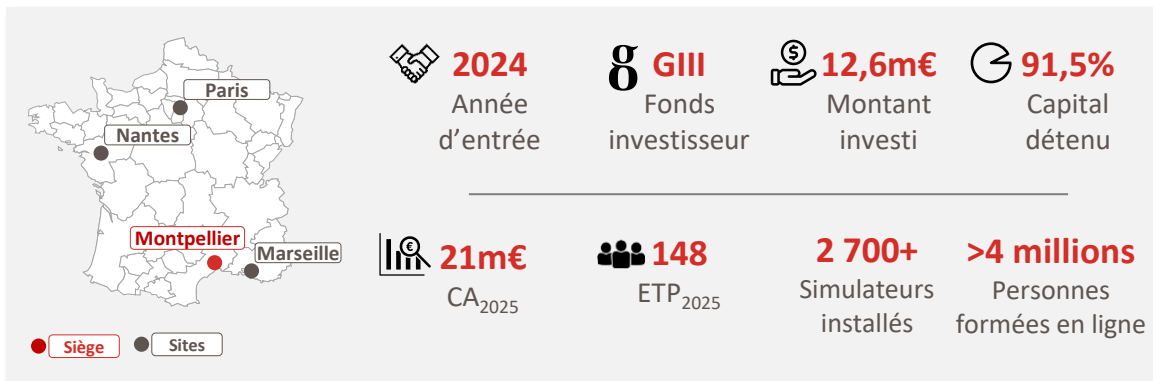 Paris
Nantes
Montpellier
Marseille
Siège
Sites
g
2024
Année
d'entrée
GIII
Fonds
investisseur
12,6m€
Montant
investi
91,5%
Capital
détenu
21m€
CA2025
148
ETP2025
2 700+
Simulateurs
installés
>4 millions
Personnes
formées en ligne